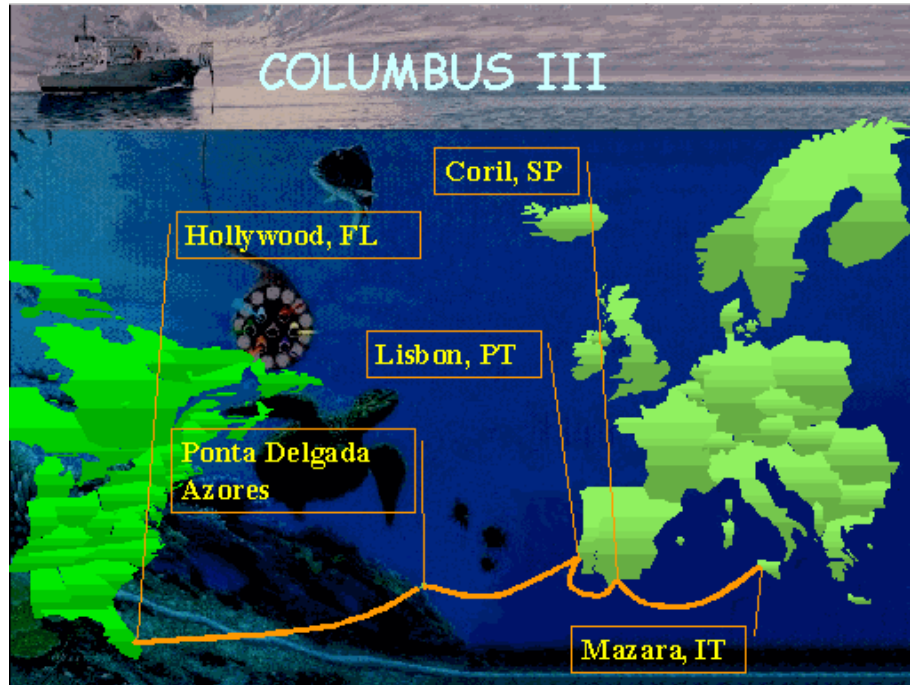 COLUMBUS III
Coril, SP
Hollywood, FL
Lisbon, PT
Ponta Delgada
Azores
Mazara, IT